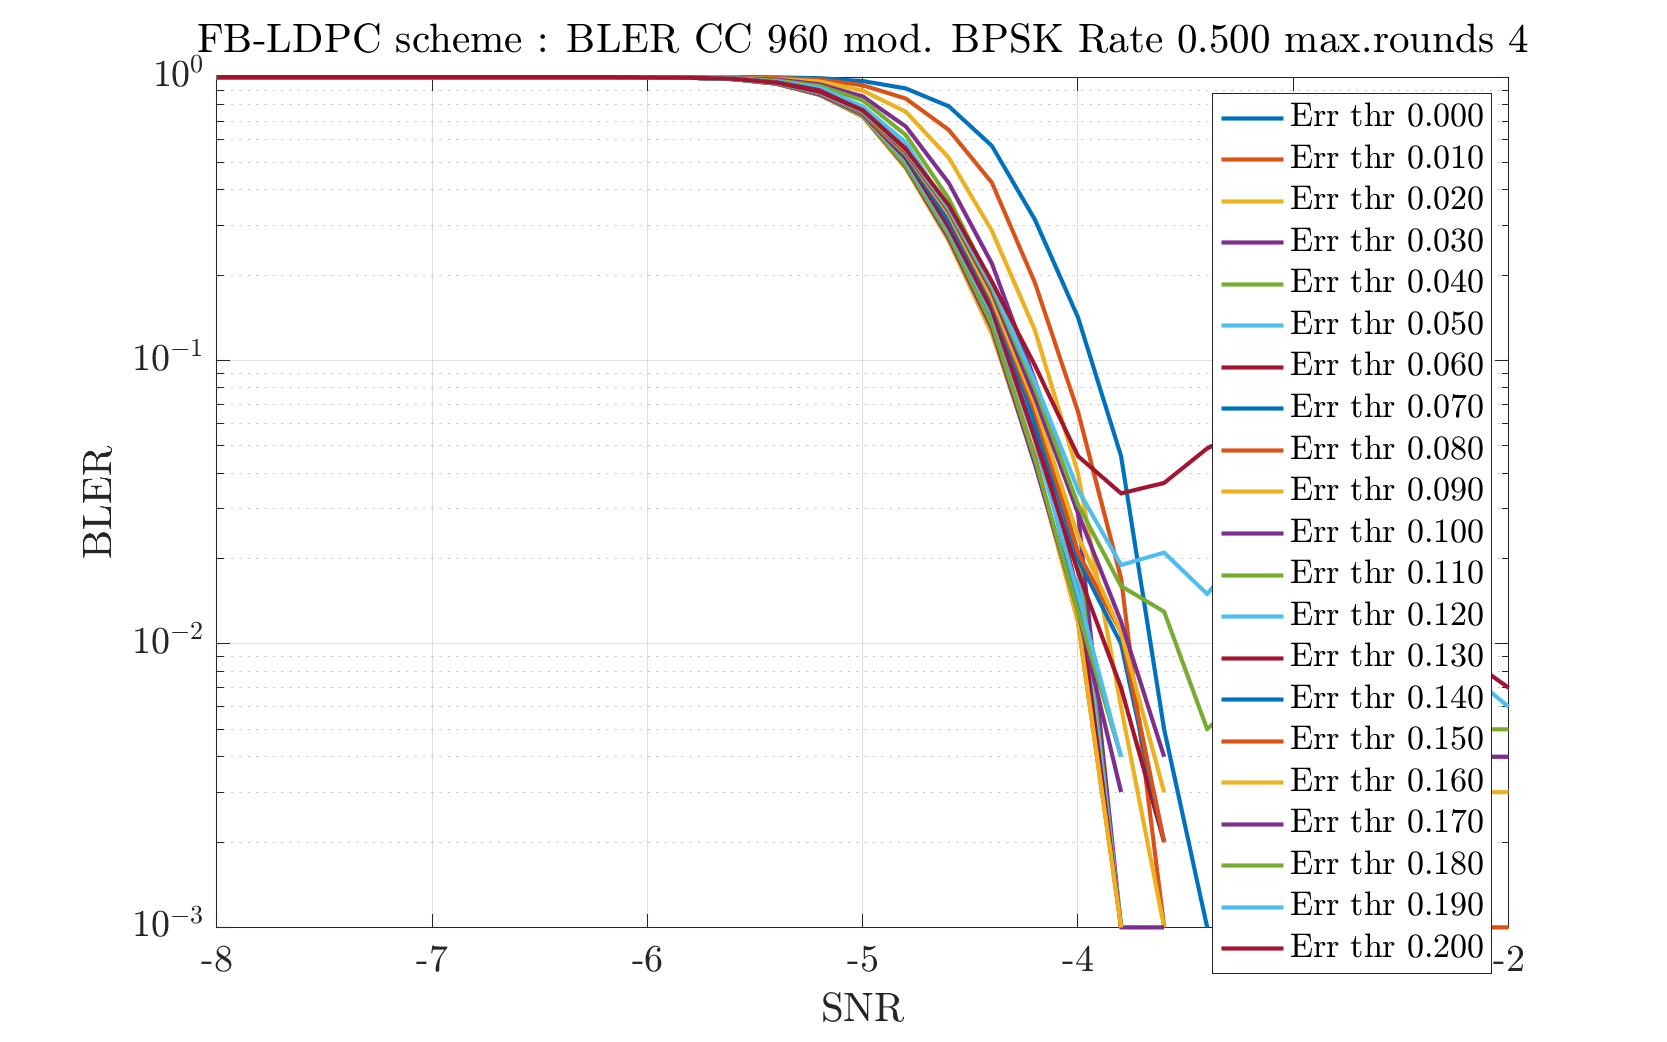 FB-LDPC scheme : BLER CC 960 mod. BPSK Rate 0.500 max.rounds 4
10^0
10^-1
10^-2
10^-3
BLER
-8 -7 -6 -5 -4 -2
SNR
Err thr 0.000
Err thr 0.010
Err thr 0.020
Err thr 0.030
Err thr 0.040
Err thr 0.050
Err thr 0.060
Err thr 0.070
Err thr 0.080
Err thr 0.090
Err thr 0.100
Err thr 0.110
Err thr 0.120
Err thr 0.130
Err thr 0.140
Err thr 0.150
Err thr 0.160
Err thr 0.170
Err thr 0.180
Err thr 0.190
Err thr 0.200